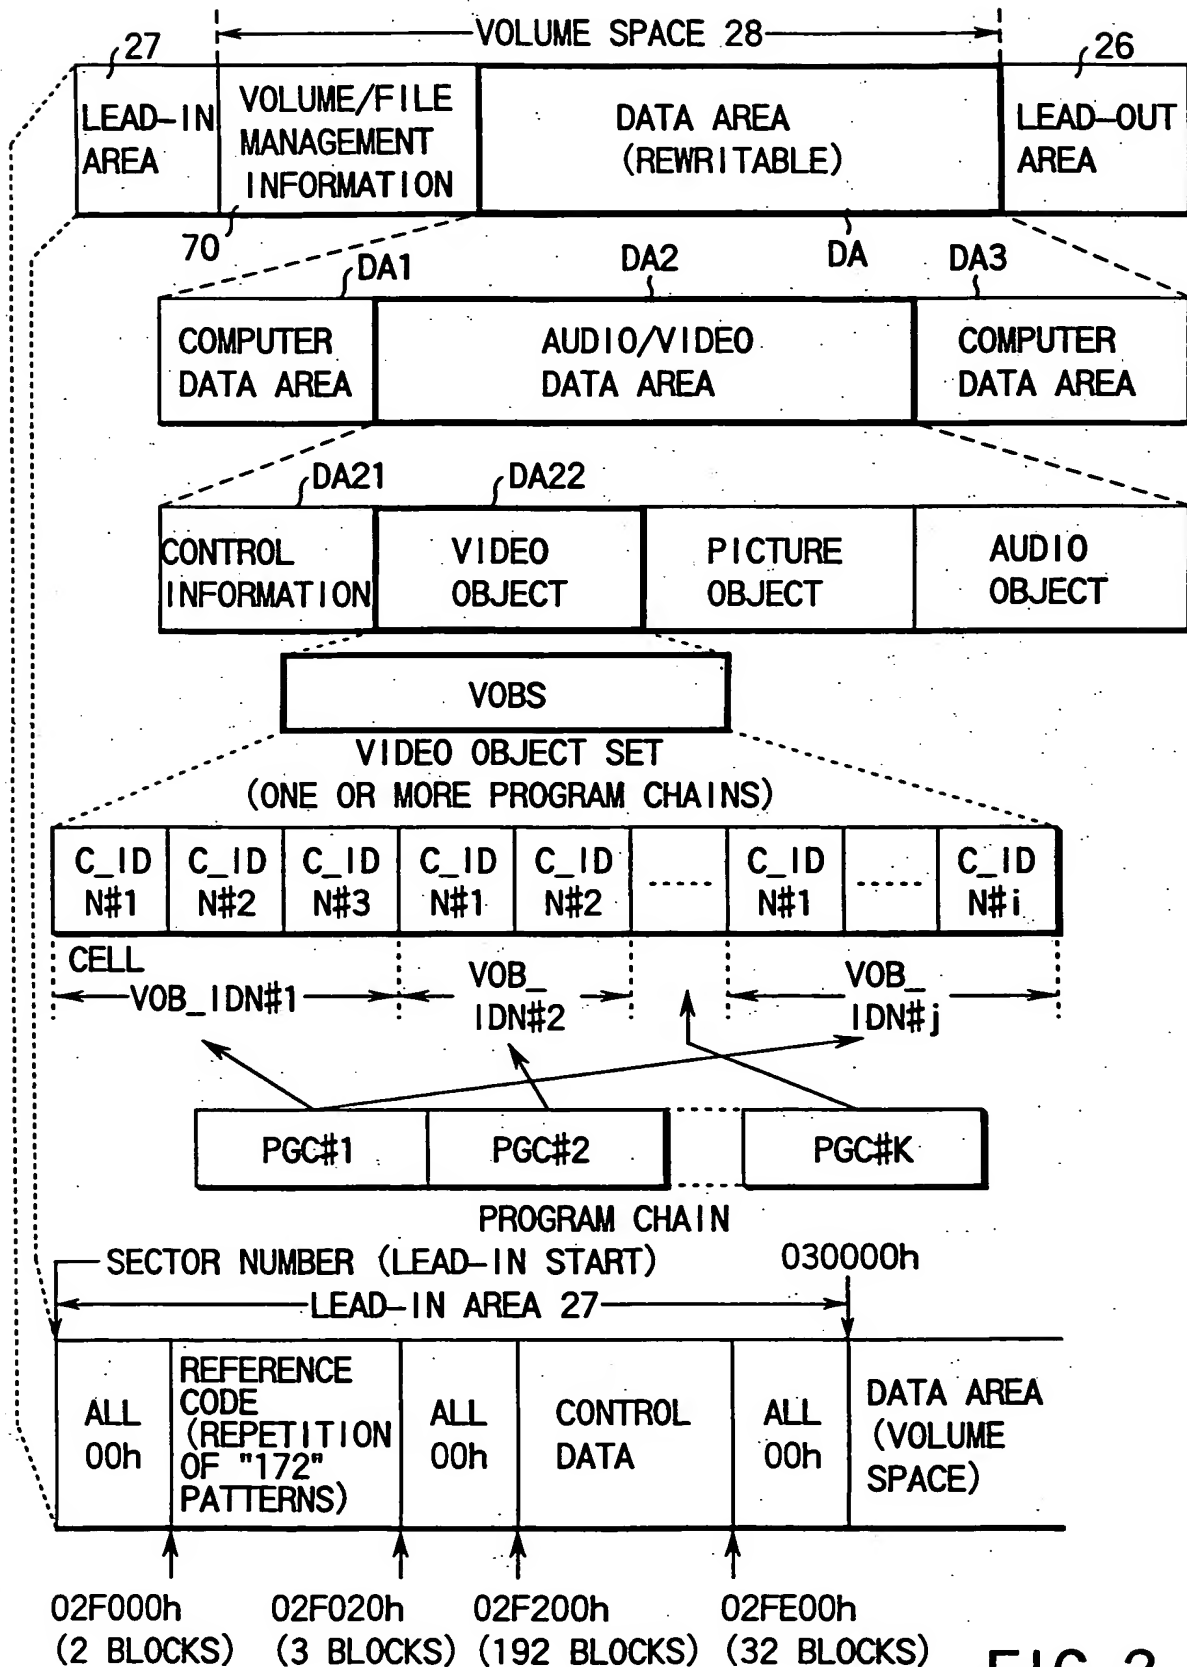 VOLUME SPACE 28
27
26
LEAD-IN AREA
VOLUME/FILE MANAGEMENT INFORMATION
DATA AREA (REWRITABLE)
LEAD-OUT AREA
70
DA
DA1
DA2
DA3
COMPUTER DATA AREA
AUDIO/VIDEO DATA AREA
COMPUTER DATA AREA
DA21
DA22
CONTROL INFORMATION
VIDEO OBJECT
PICTURE OBJECT
AUDIO OBJECT
VOBS
VIDEO OBJECT SET
(ONE OR MORE PROGRAM CHAINS)
C_ID N#1
C_ID N#2
C_ID N#3
C_ID N#1
C_ID N#2
C_ID N#1
C_ID N#i
CELL
VOB_IDN#1
VOB_ IDN#2
VOB_ IDN#j
PGC#1
PGC#2
PGC#K
PROGRAM CHAIN
SECTOR NUMBER (LEAD-IN START)
030000h
LEAD-IN AREA 27
ALL 00h
REFERENCE CODE (REPETITION OF "172" PATTERNS)
ALL 00h
CONTROL DATA
ALL 00h
DATA AREA (VOLUME SPACE)
02F000h (2 BLOCKS)
02F020h (3 BLOCKS)
02F200h (192 BLOCKS)
02FE00h (32 BLOCKS)